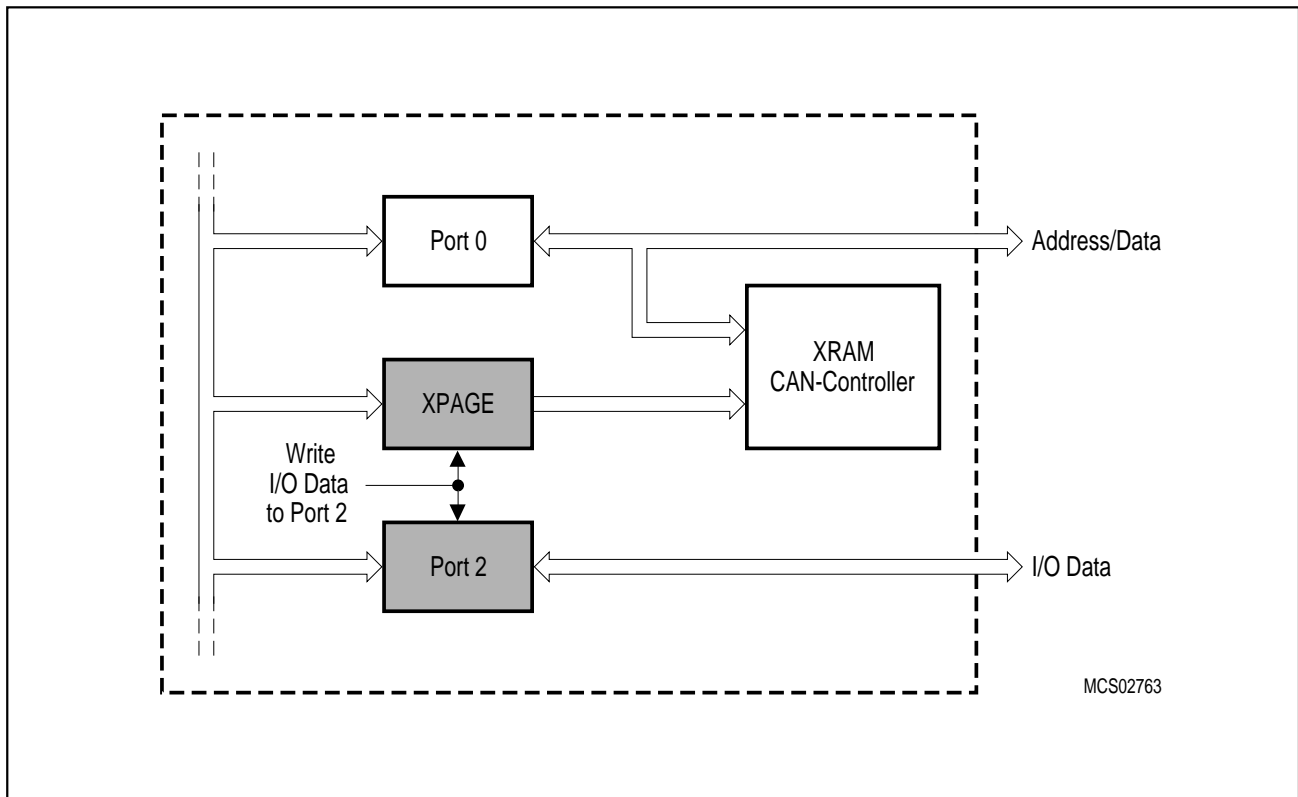 Port 0
Address/Data
XRAM
CAN-Controller
XPAGE
Write
I/O Data
to Port 2
Port 2
I/O Data
MCS02763